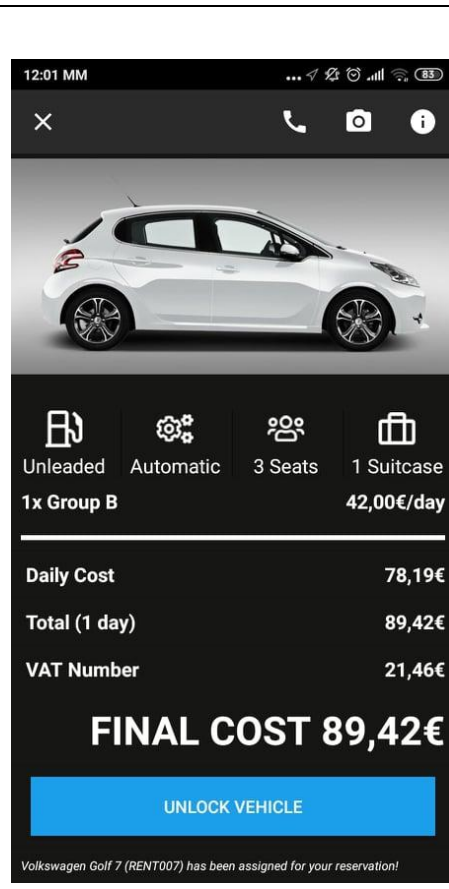 12:01 MM
83
Unleaded Automatic 3 Seats 1 Suitcase
1x Group B 42,00€/day
Daily Cost 78,19€
Total (1 day) 89,42€
VAT Number 21,46€
FINAL COST 89,42€
UNLOCK VEHICLE
Volkswagen Golf 7 (RENT007) has been assigned for your reservation!